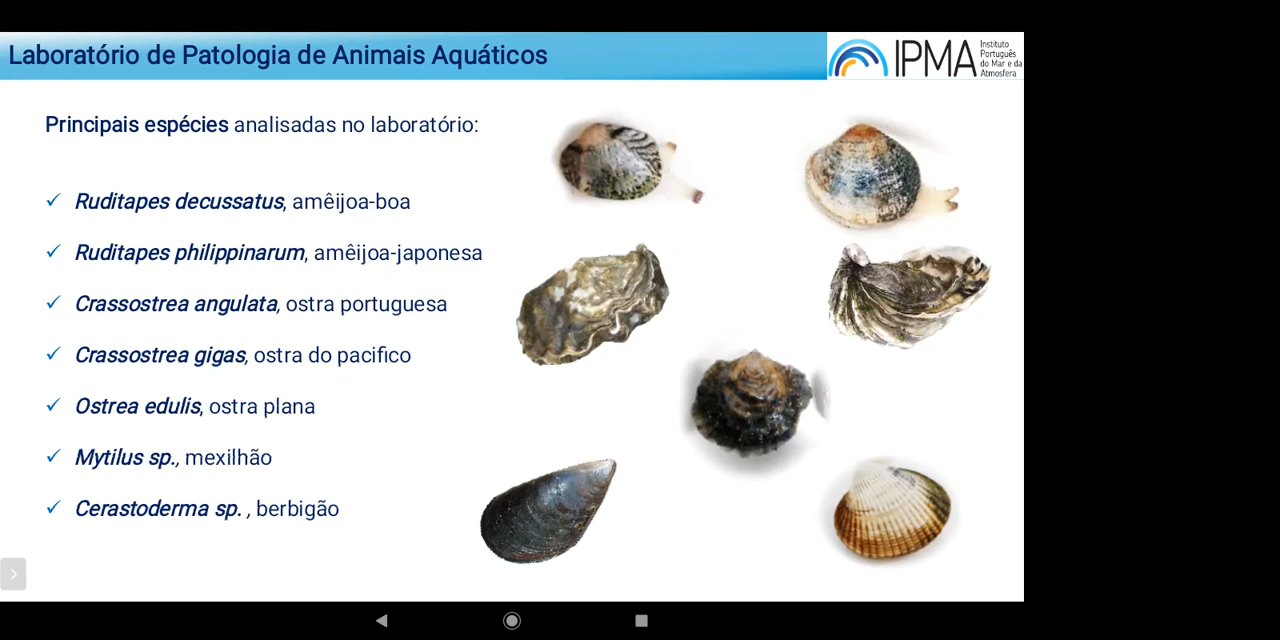 Laboratório de Patologia de Animais Aquáticos
IPMA
Instituto
Português
do Mar e da
Atmosfera
Principais espécies analisadas no laboratório:
Ruditapes decussatus, amêijoa-boa
Ruditapes philippinarum, amêijoa-japonesa
Crassostrea angulata, ostra portuguesa
Crassostrea gigas, ostra do pacifico
Ostrea edulis, ostra plana
Mytilus sp., mexilhão
Cerastoderma sp. , berbigão